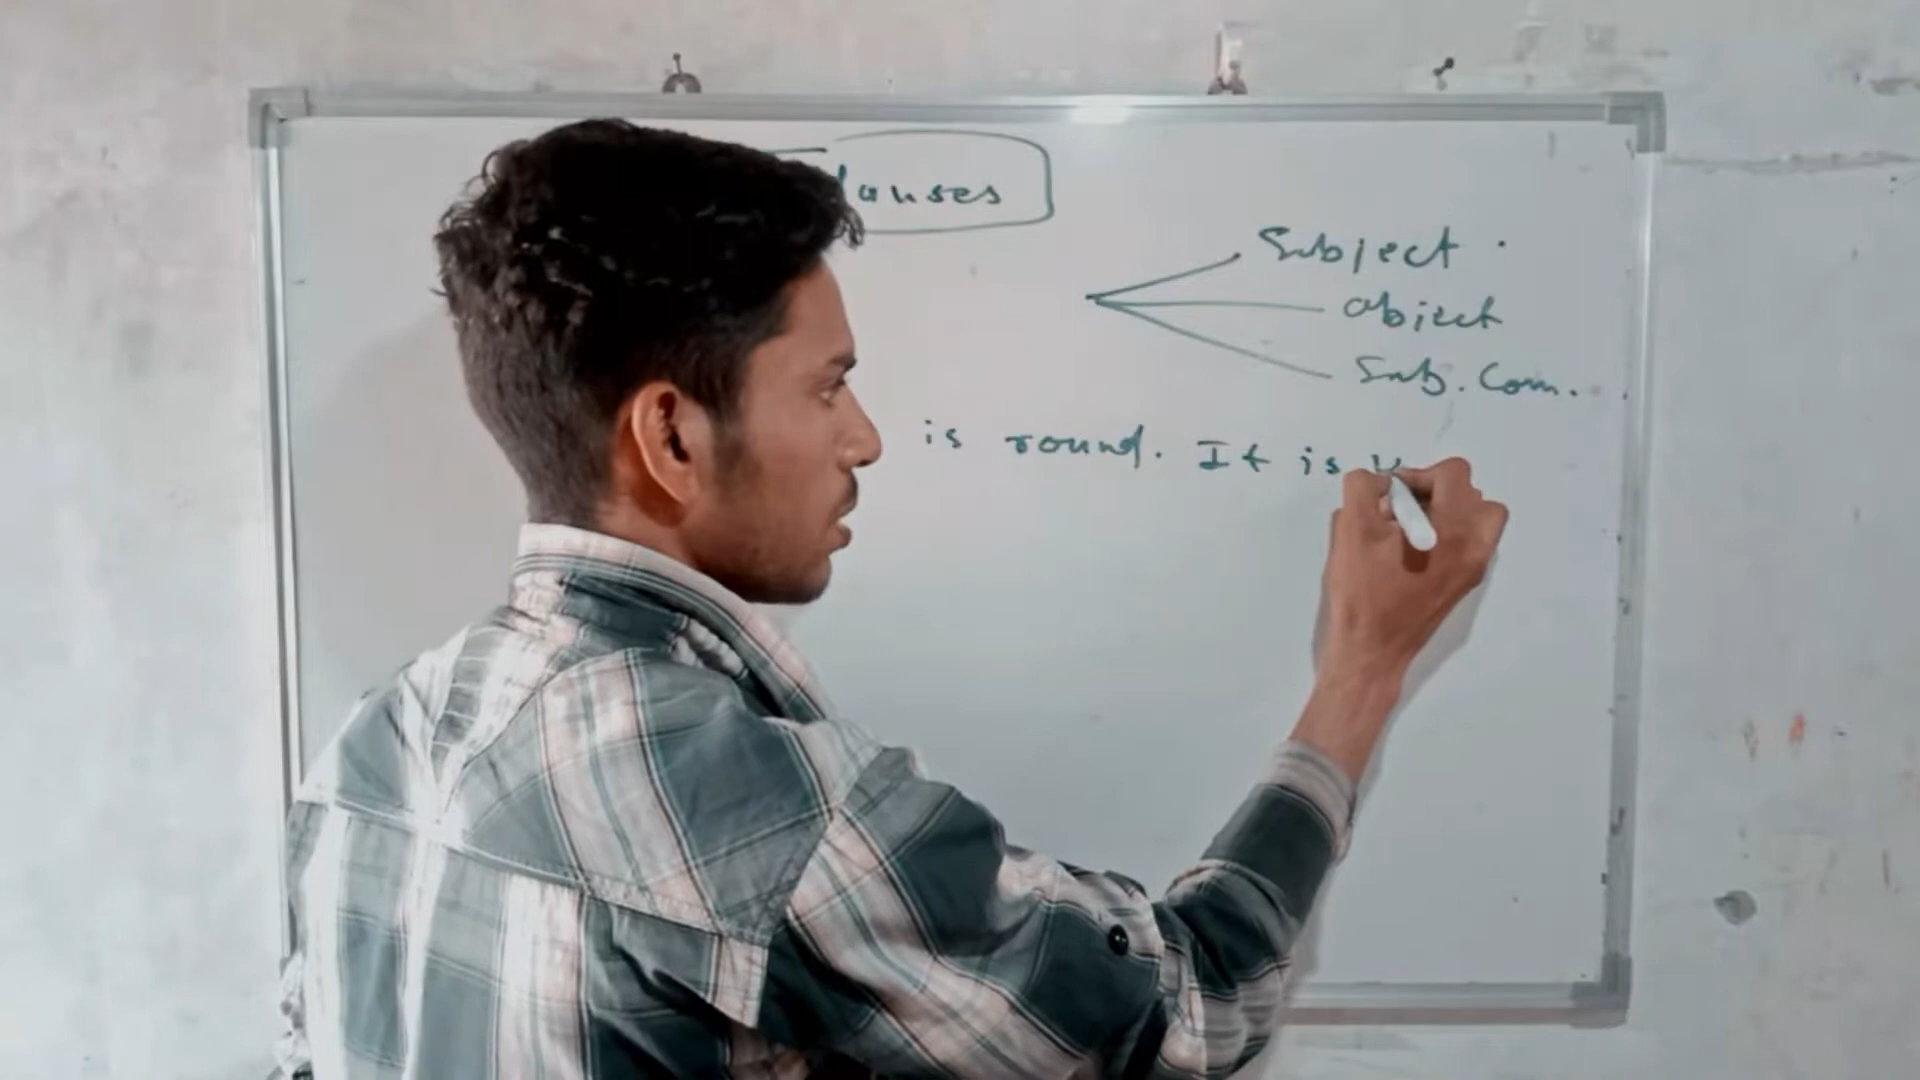 lauses
Subject .
object
Sub. Com.
is round. It is